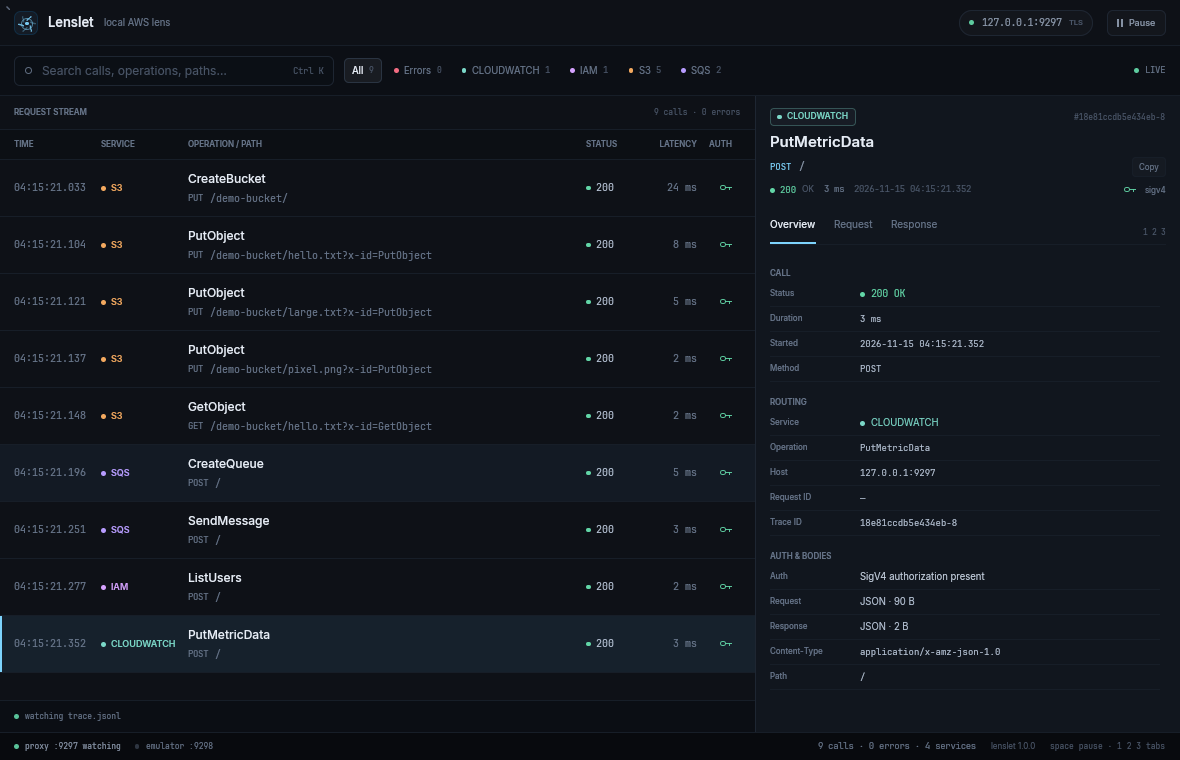 Lenslet local AWS lens 127.0.0.1:9297 TLS Pause
Search calls, operations, paths... Ctrl K All 9 Errors 0 CLOUDWATCH 1 IAM 1 S3 5 SQS 2 LIVE
REQUEST STREAM 9 calls · 0 errors
TIME SERVICE OPERATION / PATH STATUS LATENCY AUTH
04:15:21.033 S3 CreateBucket 200 24 ms
PUT /demo-bucket/
04:15:21.104 S3 PutObject 200 8 ms
PUT /demo-bucket/hello.txt?x-id=PutObject
04:15:21.121 S3 PutObject 200 5 ms
PUT /demo-bucket/large.txt?x-id=PutObject
04:15:21.137 S3 PutObject 200 2 ms
PUT /demo-bucket/pixel.png?x-id=PutObject
04:15:21.148 S3 GetObject 200 2 ms
GET /demo-bucket/hello.txt?x-id=GetObject
04:15:21.196 SQS CreateQueue 200 5 ms
POST /
04:15:21.251 SQS SendMessage 200 3 ms
POST /
04:15:21.277 IAM ListUsers 200 2 ms
POST /
04:15:21.352 CLOUDWATCH PutMetricData 200 3 ms
POST /
watching trace.jsonl
CLOUDWATCH #18e81ccdb5e434eb-8
PutMetricData
POST / Copy
200 OK 3 ms 2026-11-15 04:15:21.352 sigv4
Overview Request Response 1 2 3
CALL
Status 200 OK
Duration 3 ms
Started 2026-11-15 04:15:21.352
Method POST
ROUTING
Service CLOUDWATCH
Operation PutMetricData
Host 127.0.0.1:9297
Request ID —
Trace ID 18e81ccdb5e434eb-8
AUTH & BODIES
Auth SigV4 authorization present
Request JSON · 90 B
Response JSON · 2 B
Content-Type application/x-amz-json-1.0
Path /
proxy :9297 watching emulator :9298 9 calls · 0 errors · 4 services lenslet 1.0.0 space pause · 1 2 3 tabs